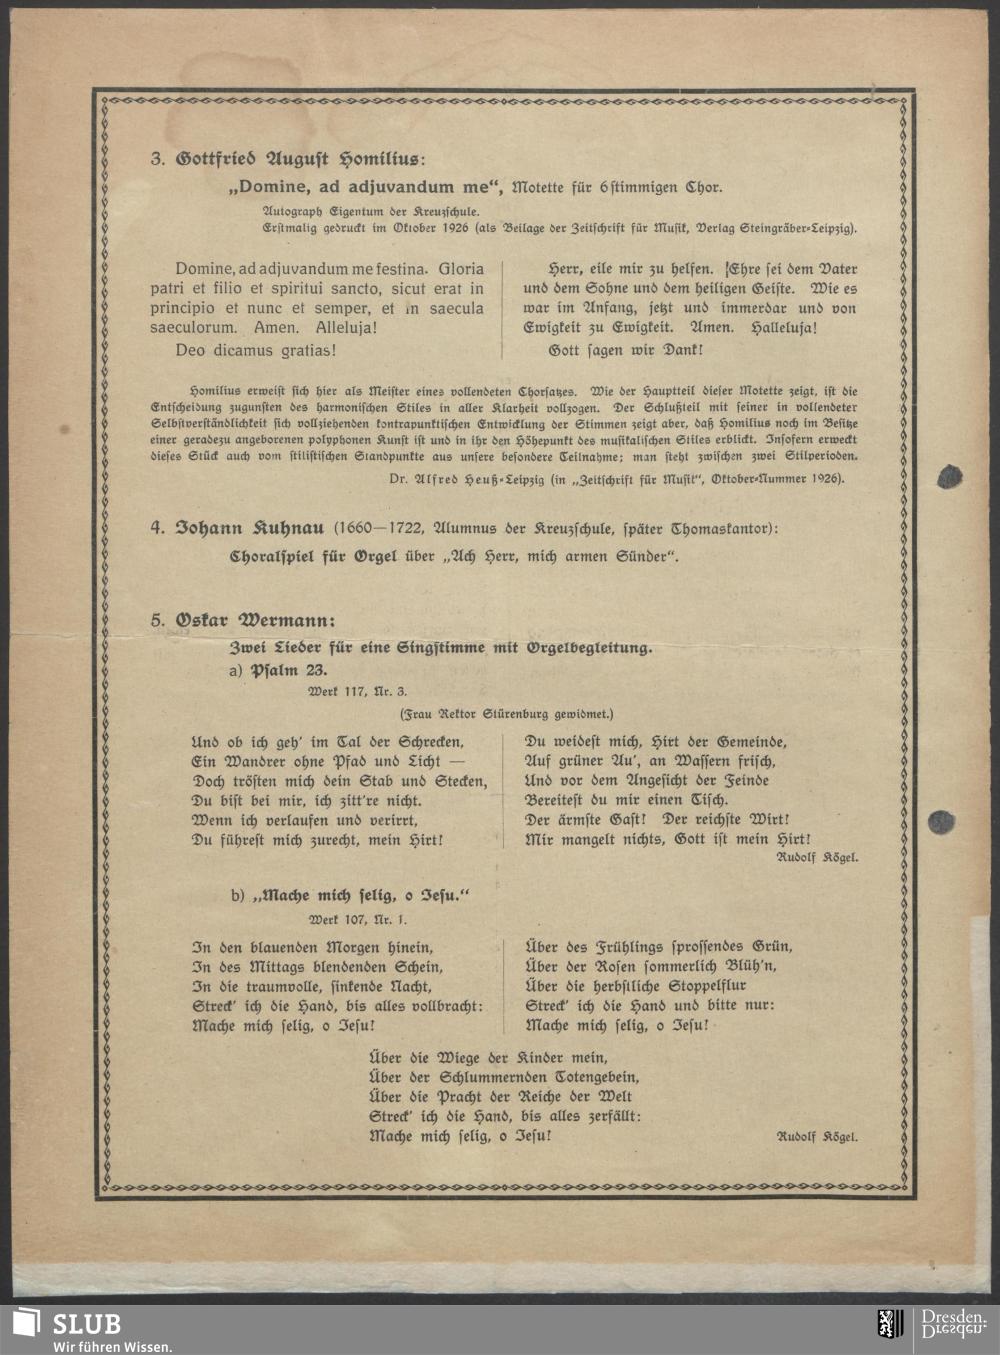 3. Gottfried August Homilius:
„Domine, ad adjuvandum me“, Motette für 6stimmigen Chor.
Autograph Eigentum der Kreuzschule.
Erstmalig gedruckt im Oktober 1926 (als Beilage der Zeitschrift für Musik, Verlag Steingräber-Leipzig).
Domine, ad adjuvandum me festina. Gloria
patri et filio et spiritui sancto, sicut erat in
principio et nunc et semper, et in saecula
saeculorum. Amen. Alleluja!
Deo dicamus gratias!
Herr, eile mir zu helfen. Ehre sei dem Vater
und dem Sohne und dem heiligen Geiste. Wie es
war im Anfang, jetzt und immerdar und von
Ewigkeit zu Ewigkeit. Amen. Halleluja!
Gott sagen wir Dank!
Homilius erweist sich hier als Meister eines vollendeten Chorsatzes. Wie der Hauptteil dieser Motette zeigt, ist die
Entscheidung zugunsten des harmonischen Stiles in aller Klarheit vollzogen. Der Schlußteil mit seiner in vollendeter
Selbstverständlichkeit sich vollziehenden kontrapunktischen Entwicklung der Stimmen zeigt aber, daß Homilius noch im Besitze
einer geradezu angeborenen polyphonen Kunst ist und in ihr den Höhepunkt des musikalischen Stiles erblickt. Insofern erweckt
dieses Stück auch vom stilistischen Standpunkte aus unsere besondere Teilnahme; man steht zwischen zwei Stilperioden.
Dr. Alfred Heuß-Leipzig (in „Zeitschrift für Musik“, Oktober-Nummer 1926).
4. Johann Kuhnau (1660—1722, Alumnus der Kreuzschule, später Thomaskantor):
Choralspiel für Orgel über „Ach Herr, mich armen Sünder“.
5. Oskar Wermann:
Zwei Lieder für eine Singstimme mit Orgelbegleitung.
a) Psalm 23.
Werk 117, Nr. 3.
(Frau Rektor Stürenburg gewidmet.)
Und ob ich geh' im Tal der Schrecken,
Ein Wandrer ohne Pfad und Licht —
Doch trösten mich dein Stab und Stecken,
Du bist bei mir, ich zitt're nicht.
Wenn ich verlaufen und verirrt,
Du führest mich zurecht, mein Hirt!
Du weidest mich, Hirt der Gemeinde,
Auf grüner Au', an Wassern frisch,
Und vor dem Angesicht der Feinde
Bereitest du mir einen Tisch.
Der ärmste Gast! Der reichste Wirt!
Mir mangelt nichts, Gott ist mein Hirt!
Rudolf Kögel.
b) „Mache mich selig, o Jesu.“
Werk 107, Nr. 1.
In den blauenden Morgen hinein,
In des Mittags blendenden Schein,
In die traumvolle, sinkende Nacht,
Streck' ich die Hand, bis alles vollbracht:
Mache mich selig, o Jesu!
Über des Frühlings sprossendes Grün,
Über der Rosen sommerlich Blüh'n,
Über die herbstliche Stoppelflur
Streck' ich die Hand und bitte nur:
Mache mich selig, o Jesu!
Über die Wiege der Kinder mein,
Über der Schlummernden Totengebein,
Über die Pracht der Reiche der Welt
Streck' ich die Hand, bis alles zerfällt:
Mache mich selig, o Jesu!
Rudolf Kögel.
SLUB
Wir führen Wissen.
Dresden.
Dresden.